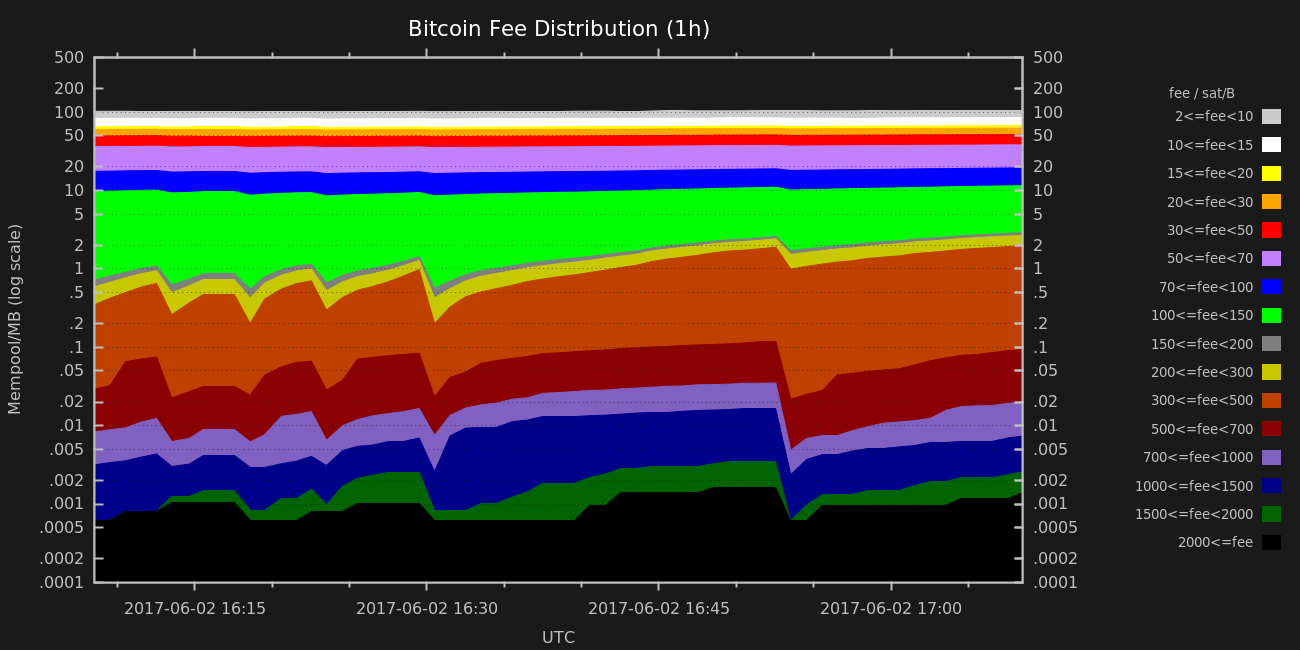 Bitcoin Fee Distribution (1h)
Mempool/MB (log scale)
500
200
100
50
20
10
5
2
1
.5
.2
.1
.05
.02
.01
.005
.002
.001
.0005
.0002
.0001
500
200
100
50
20
10
5
2
1
.5
.2
.1
.05
.02
.01
.005
.002
.001
.0005
.0002
.0001
2017-06-02 16:15 2017-06-02 16:30 2017-06-02 16:45 2017-06-02 17:00
UTC
fee / sat/B
2<=fee<10
10<=fee<15
15<=fee<20
20<=fee<30
30<=fee<50
50<=fee<70
70<=fee<100
100<=fee<150
150<=fee<200
200<=fee<300
300<=fee<500
500<=fee<700
700<=fee<1000
1000<=fee<1500
1500<=fee<2000
2000<=fee